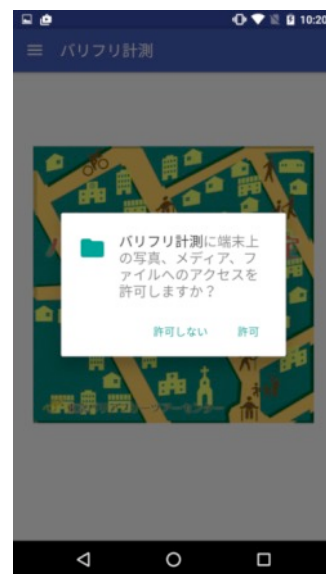 10:20
バリフリ計測
バリフリ計測に端末上
の写真、メディア、フ
ァイルへのアクセスを
許可しますか?
許可しない
許可